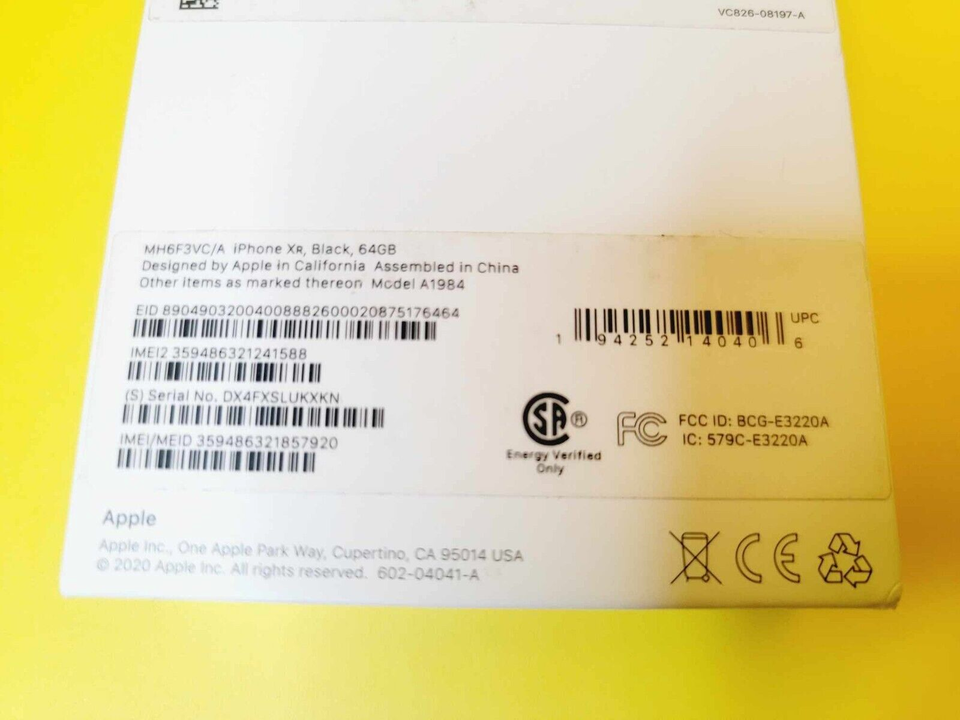 VC826-08197-A
MH6F3VC/A iPhone XR, Black, 64GB
Designed by Apple in California Assembled in China
Other items as marked thereon Model A1984
EID 89049032004008882600020875176464
UPC
1 94252 14040 6
IMEI2 359486321241588
(S) Serial No. DX4FXSLUKXKN
IMEI/MEID 359486321857920
SA ®
Energy Verified
Only
FC
FCC ID: BCG-E3220A
IC: 579C-E3220A
Apple
Apple Inc., One Apple Park Way, Cupertino, CA 95014 USA
© 2020 Apple Inc. All rights reserved. 602-04041-A
CE